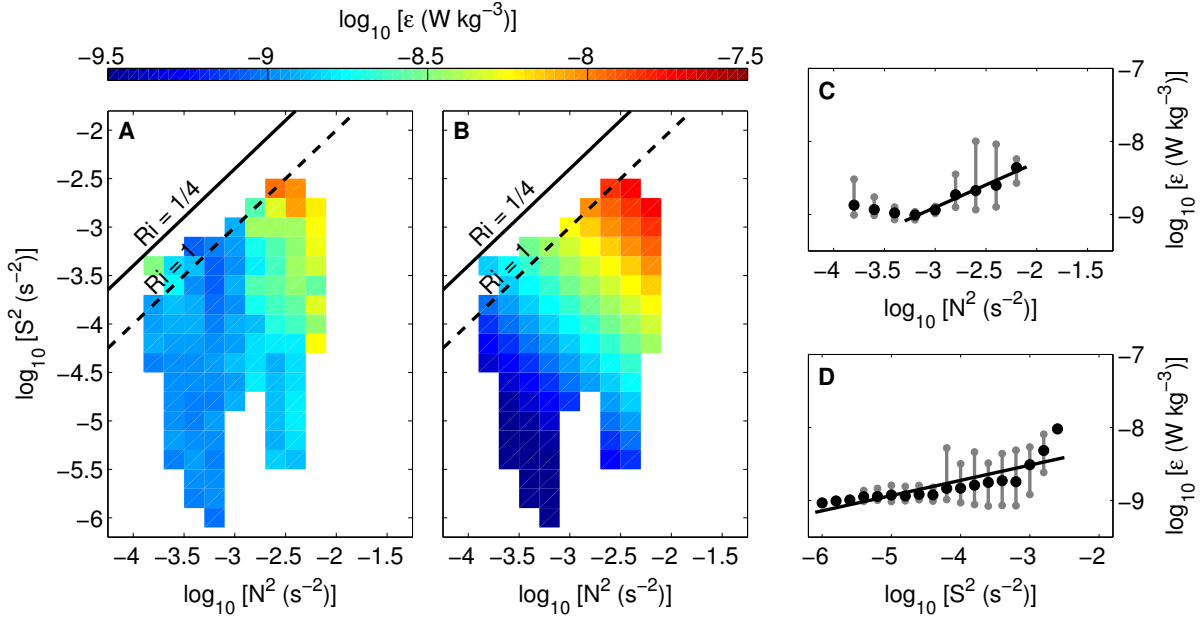 log10 [ε (W kg−3)]
−9.5 −9 −8.5 −8 −7.5
A
Ri = 1/4
Ri = 1
−2
−2.5
−3
−3.5
−4
−4.5
−5
−5.5
−6
log10 [S2 (s−2)]
−4 −3.5 −3 −2.5 −2 −1.5
log10 [N2 (s−2)]
B
Ri = 1/4
Ri = 1
−4 −3.5 −3 −2.5 −2 −1.5
log10 [N2 (s−2)]
C
−7
−8
−9
log10 [ε (W kg−3)]
−4 −3.5 −3 −2.5 −2 −1.5
log10 [N2 (s−2)]
D
−7
−8
−9
log10 [ε (W kg−3)]
−6 −5 −4 −3 −2
log10 [S2 (s−2)]